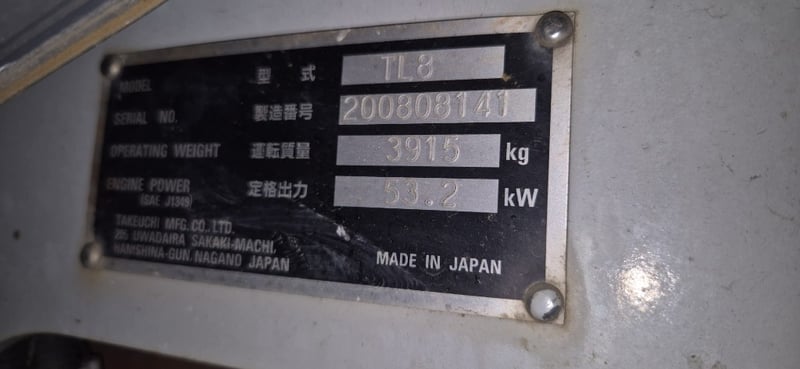 MODEL 型式 TL8
SERIAL NO. 製造番号 200808141
OPERATING WEIGHT 運転質量 3915 kg
ENGINE POWER 定格出力 53.2 kW
(SAE J1349)
TAKEUCHI MFG.CO.,LTD.
205 UWADAIRA SAKAKI-MACHI,
HANISHINA-GUN, NAGANO JAPAN
MADE IN JAPAN